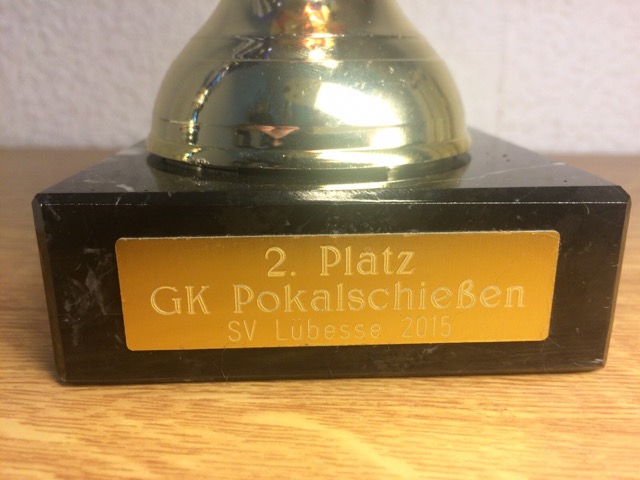 2. Platz
GK Pokalschießen
SV Lübesse 2015